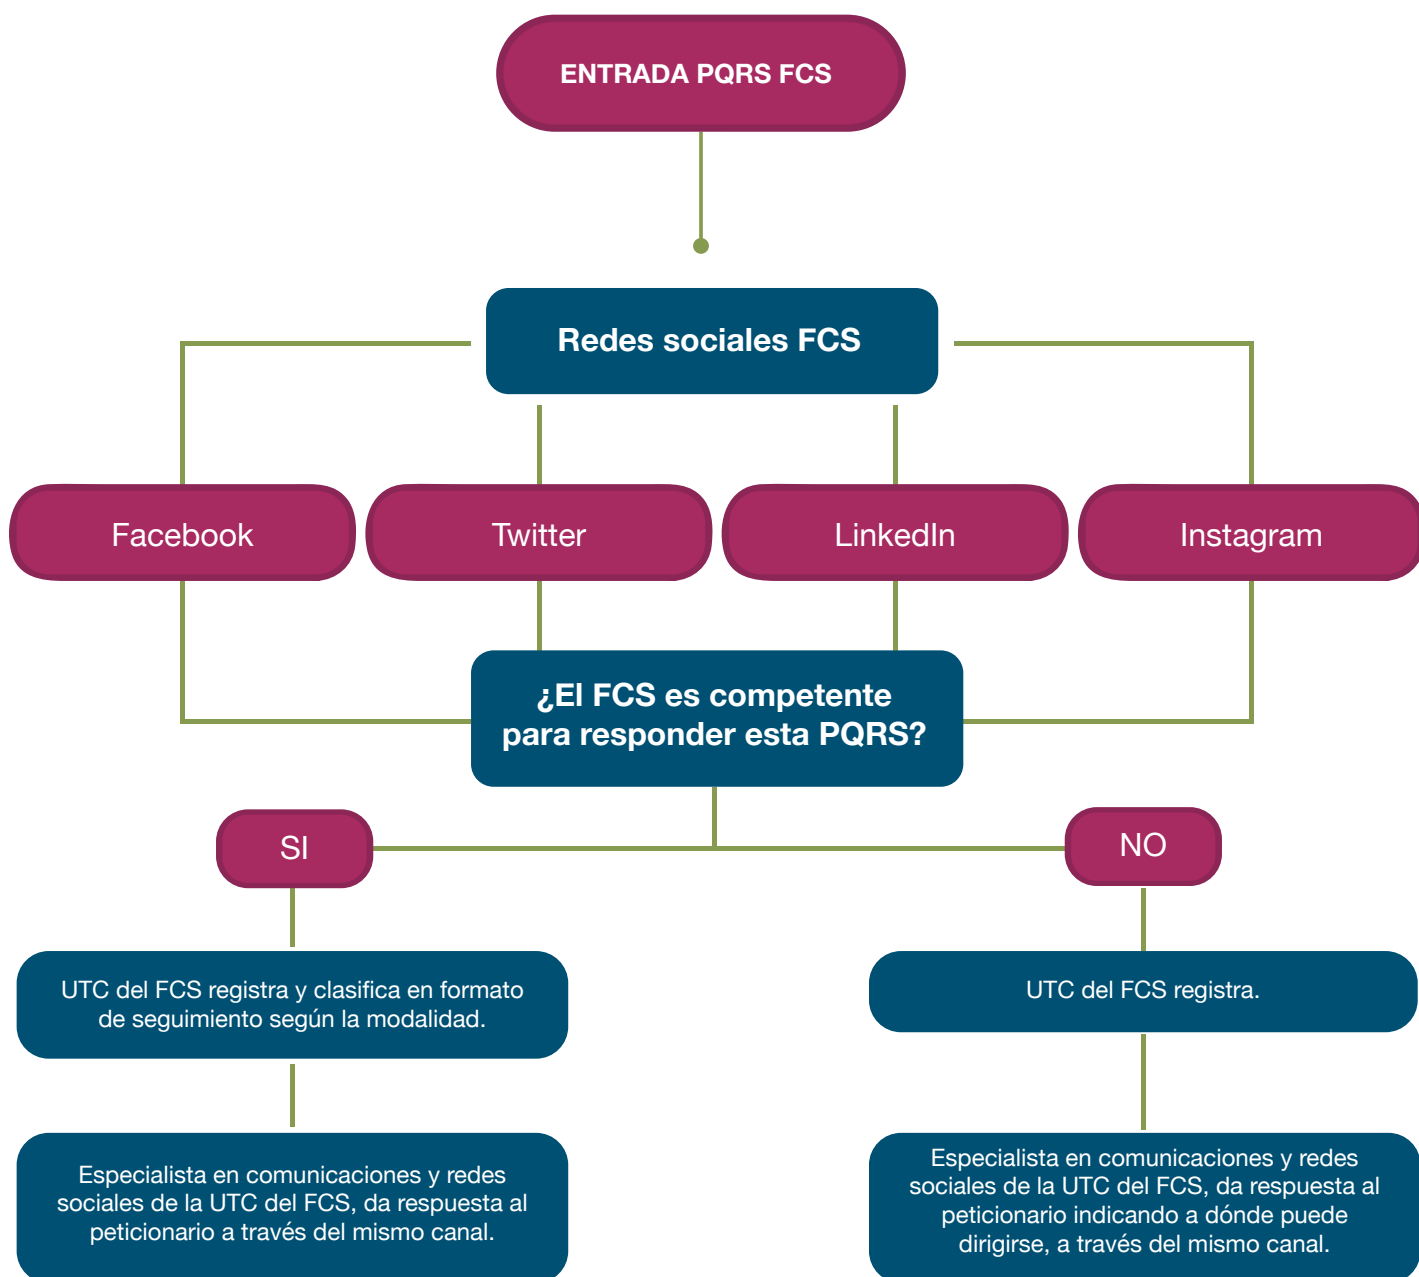 ENTRADA PQRS FCS
Redes sociales FCS
Facebook
Twitter
LinkedIn
Instagram
¿El FCS es competente
para responder esta PQRS?
SI
NO
UTC del FCS registra y clasifica en formato
de seguimiento según la modalidad.
UTC del FCS registra.
Especialista en comunicaciones y redes
sociales de la UTC del FCS, da respuesta al
peticionario a través del mismo canal.
Especialista en comunicaciones y redes
sociales de la UTC del FCS, da respuesta al
peticionario indicando a dónde puede
dirigirse, a través del mismo canal.